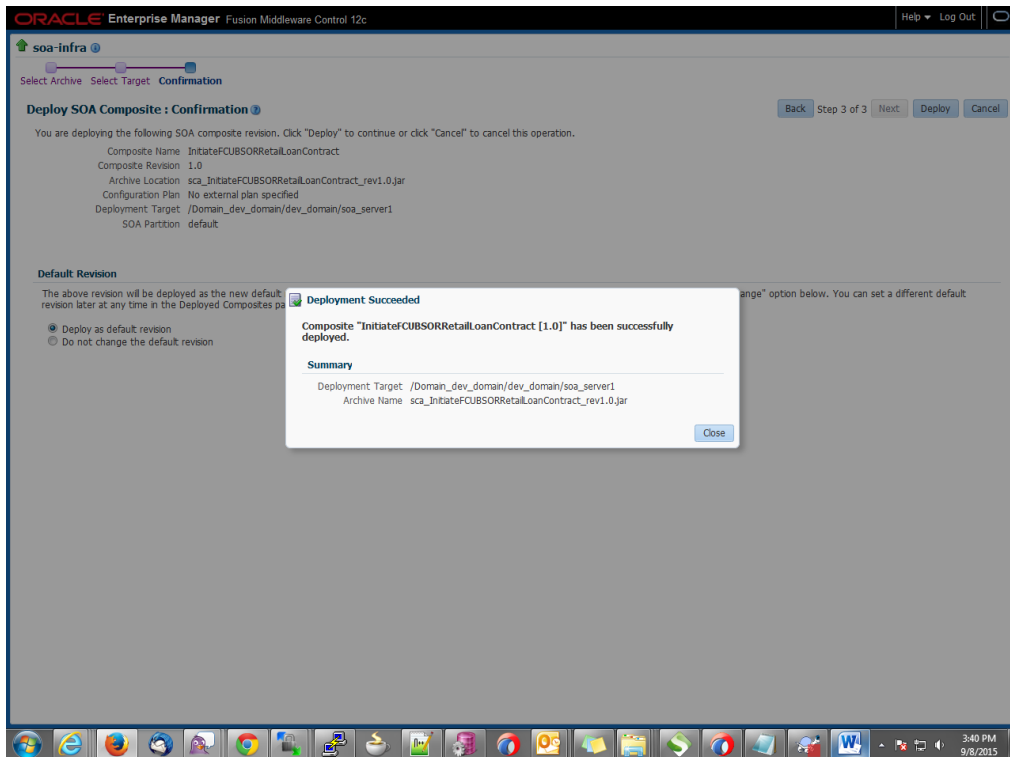 ORACLE Enterprise Manager Fusion Middleware Control 12c
Help Log Out
soa-infra
Select Archive Select Target Confirmation
Deploy SOA Composite : Confirmation
Back Step 3 of 3 Next Deploy Cancel
You are deploying the following SOA composite revision. Click "Deploy" to continue or click "Cancel" to cancel this operation.
Composite Name InitiateFCUBSORRetailLoanContract
Composite Revision 1.0
Archive Location sca_InitiateFCUBSORRetailLoanContract_rev1.0.jar
Configuration Plan No external plan specified
Deployment Target /Domain_dev_domain/dev_domain/soa_server1
SOA Partition default
Default Revision
The above revision will be deployed as the new default ange" option below. You can set a different default
revision later at any time in the Deployed Composites pa
Deploy as default revision
Do not change the default revision
Deployment Succeeded
Composite "InitiateFCUBSORRetailLoanContract [1.0]" has been successfully
deployed.
Summary
Deployment Target /Domain_dev_domain/dev_domain/soa_server1
Archive Name sca_InitiateFCUBSORRetailLoanContract_rev1.0.jar
Close
3:40 PM
9/8/2015